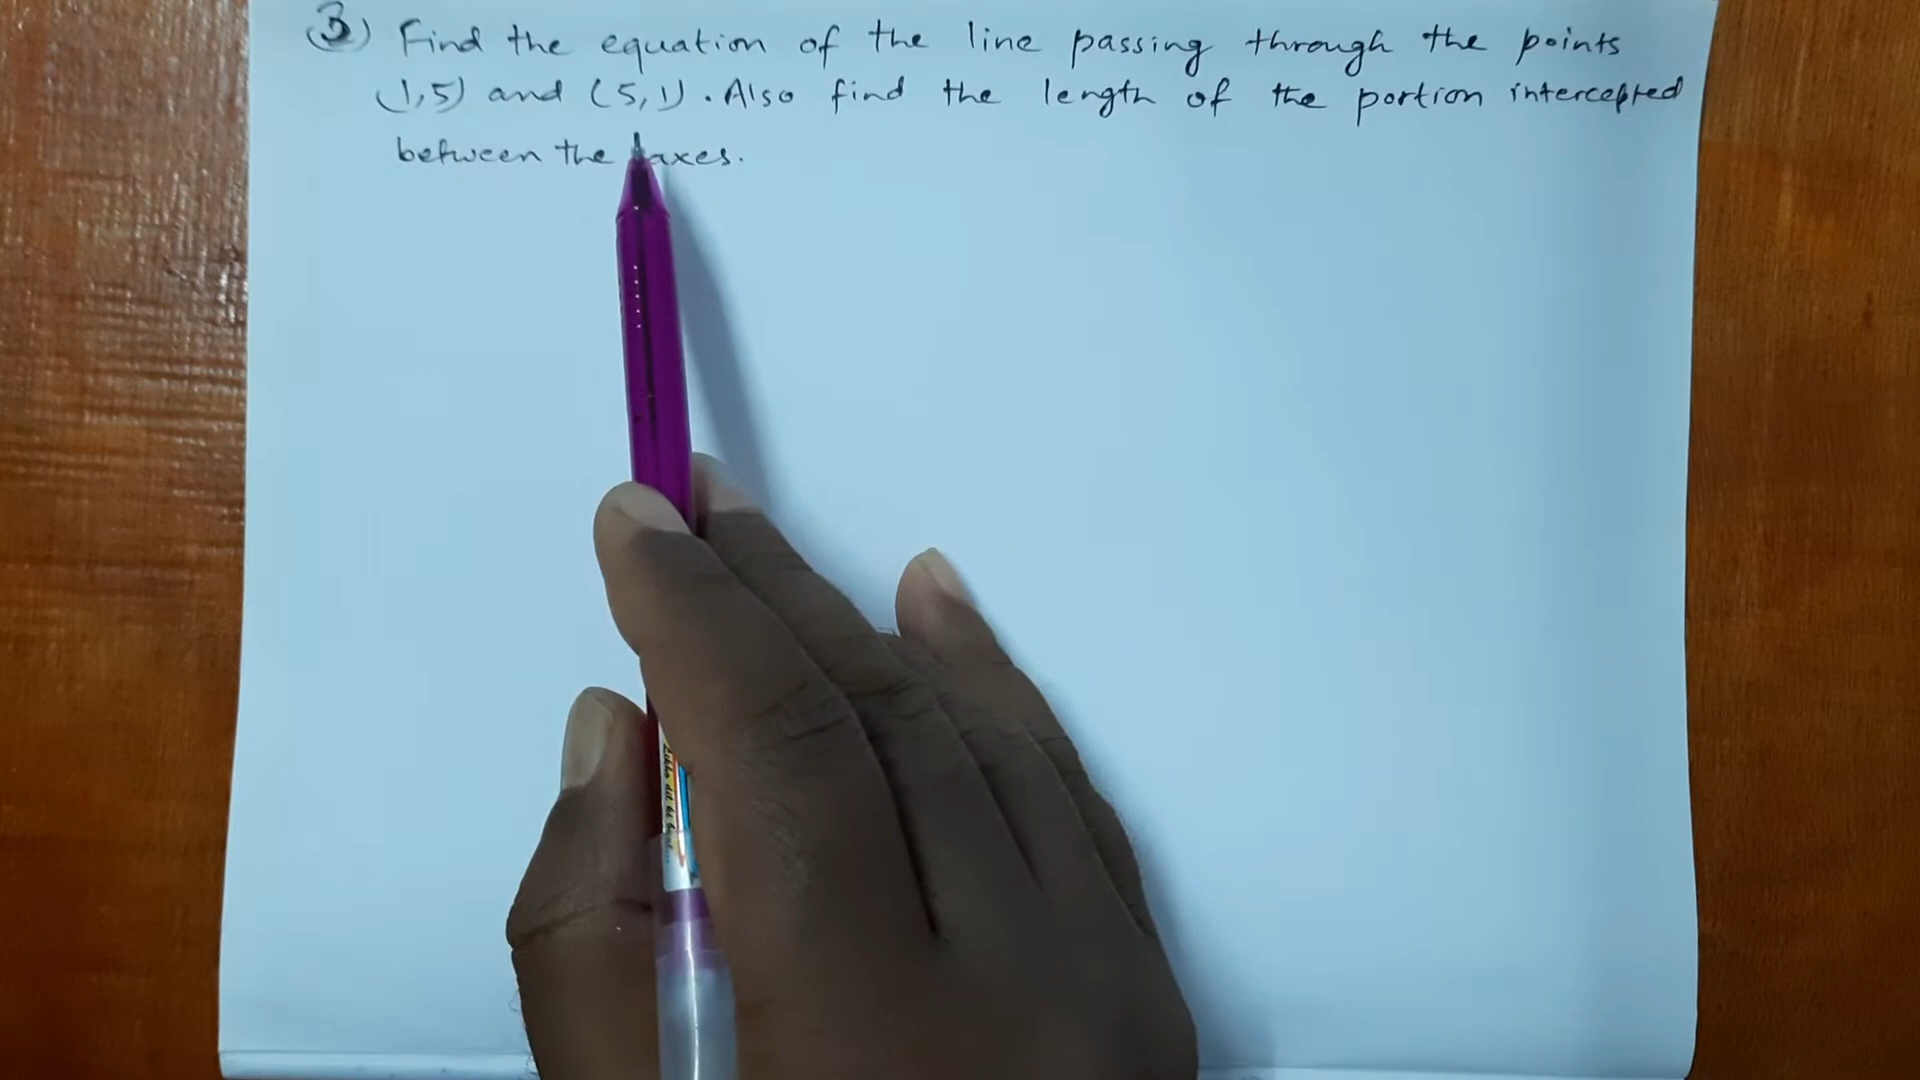 3) Find the equation of the line passing through the points
(1,5) and (5,1). Also find the length of the portion intercepted
between the axes.